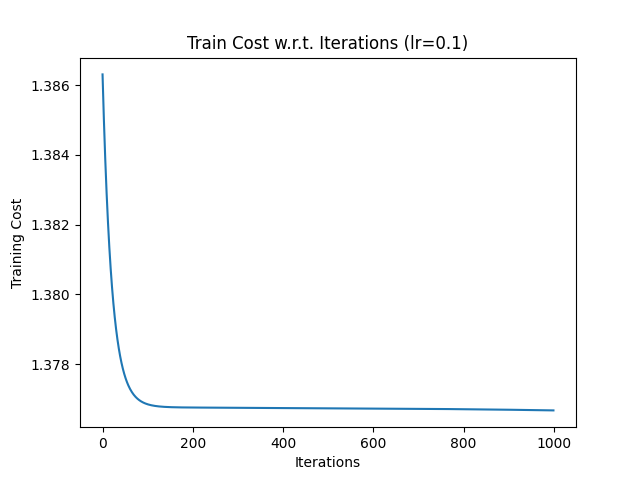 Train Cost w.r.t. Iterations (lr=0.1)
1.386
1.384
1.382
1.380
1.378
Training Cost
0 200 400 600 800 1000
Iterations